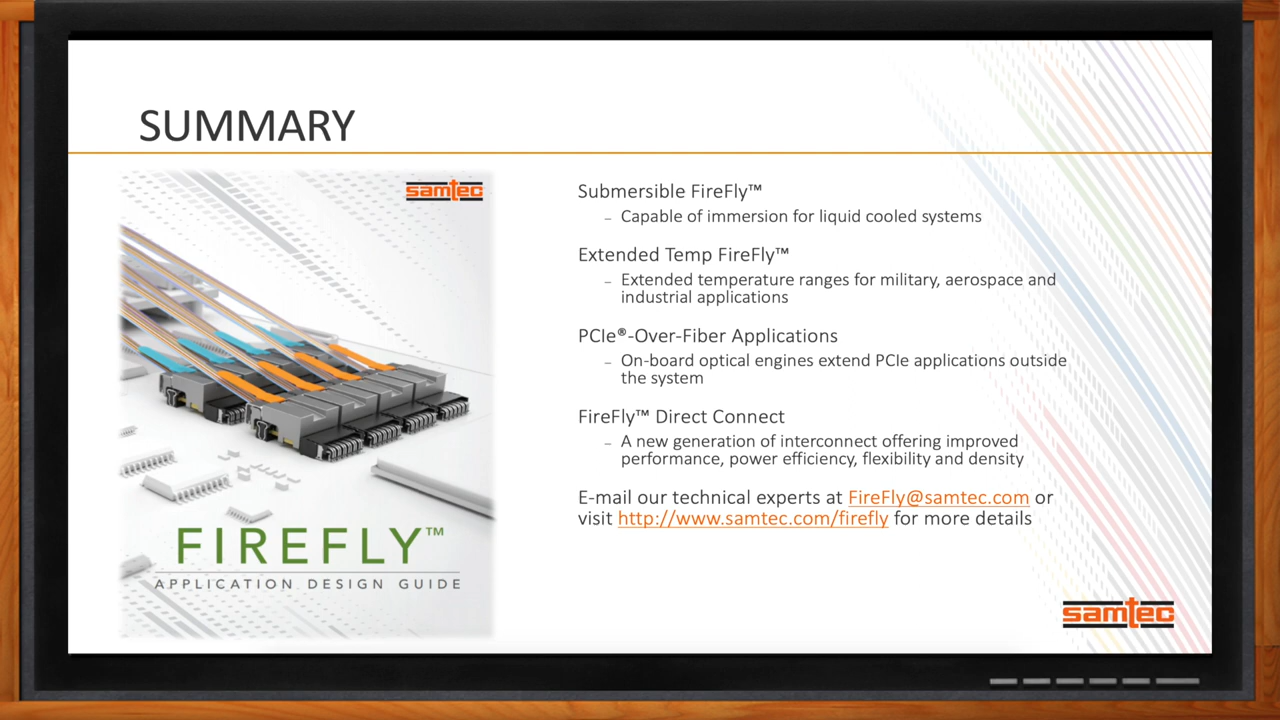 SUMMARY
samtec
FIREFLY™
APPLICATION DESIGN GUIDE
Submersible FireFly™
– Capable of immersion for liquid cooled systems
Extended Temp FireFly™
– Extended temperature ranges for military, aerospace and
industrial applications
PCIe®-Over-Fiber Applications
– On-board optical engines extend PCIe applications outside
the system
FireFly™ Direct Connect
– A new generation of interconnect offering improved
performance, power efficiency, flexibility and density
E-mail our technical experts at FireFly@samtec.com or
visit http://www.samtec.com/firefly for more details
samtec